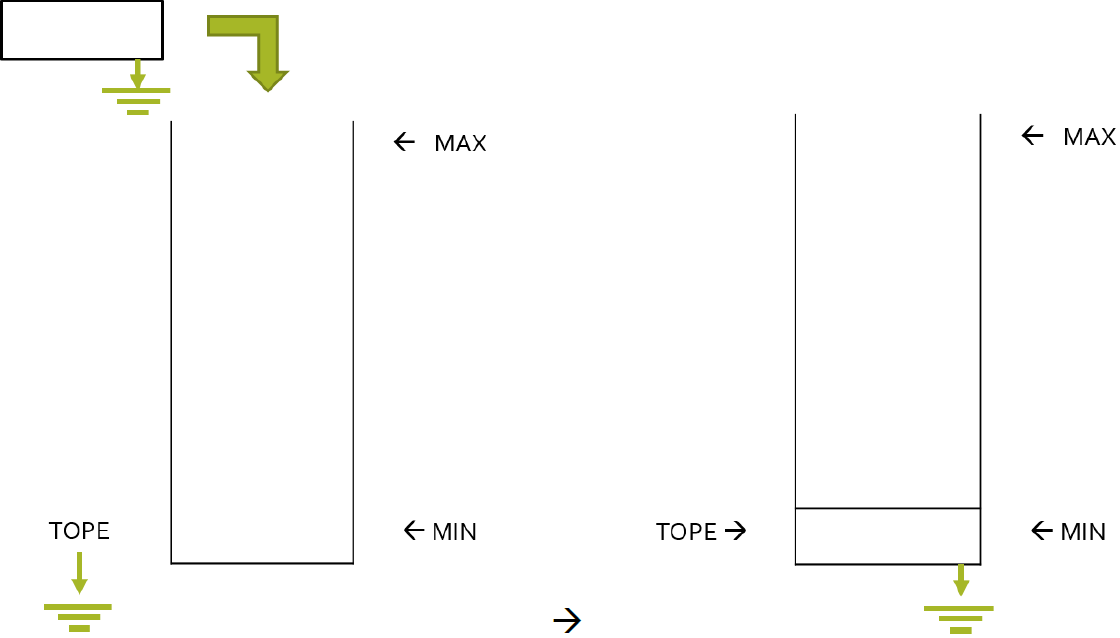 ← MAX
← MAX
TOPE
← MIN
TOPE →
← MIN
→